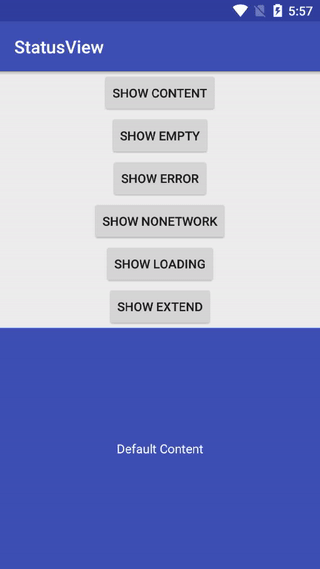 5:57
StatusView
SHOW CONTENT
SHOW EMPTY
SHOW ERROR
SHOW NONETWORK
SHOW LOADING
SHOW EXTEND
Default Content